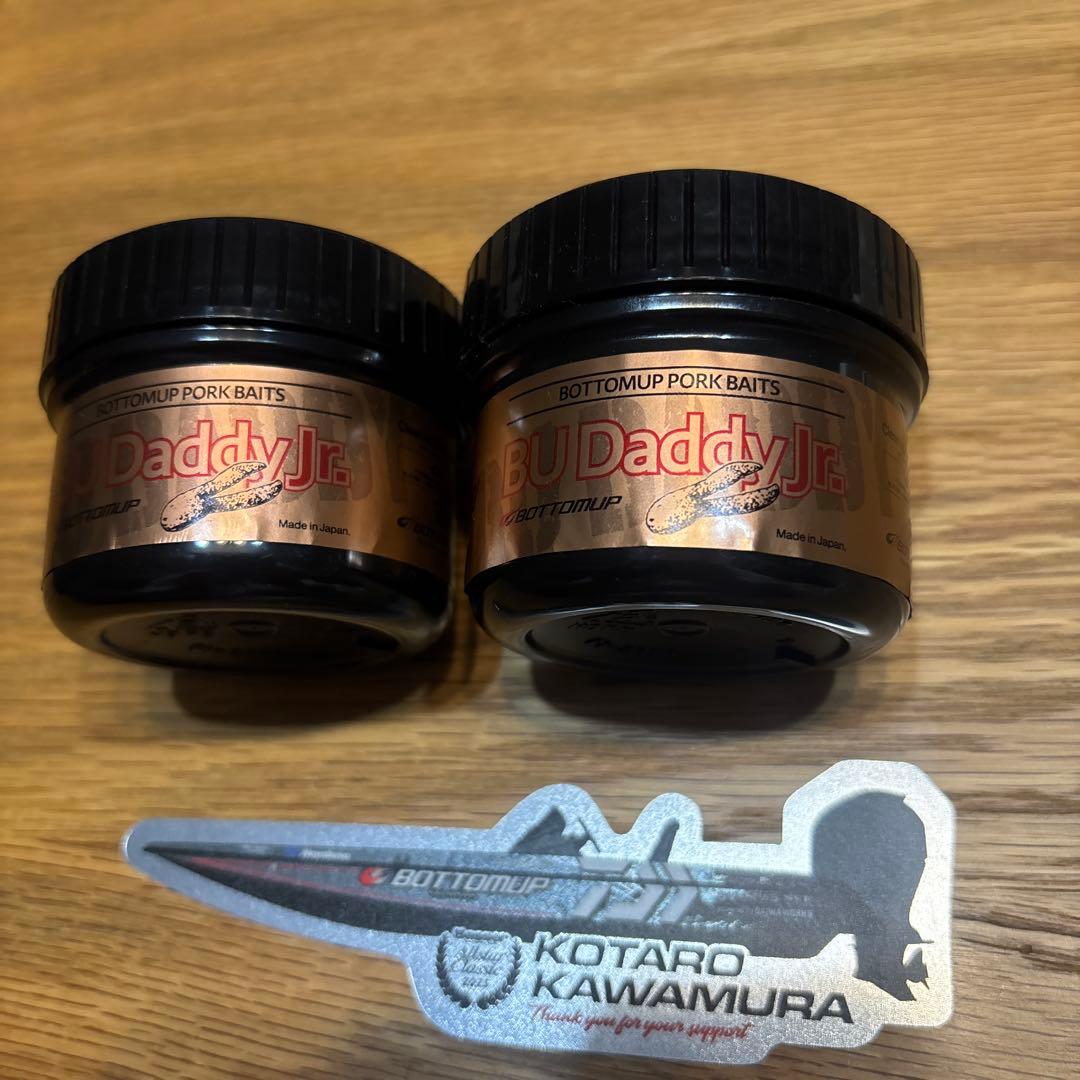 BOTTOMUP PORK BAITS
BU Daddy Jr.
BOTTOMUP
Made in Japan.
BOTTOMUP PORK BAITS
BU Daddy Jr.
BOTTOMUP
Made in Japan.
BOTTOMUP
KOTARO
KAWAMURA
Thank you for your support